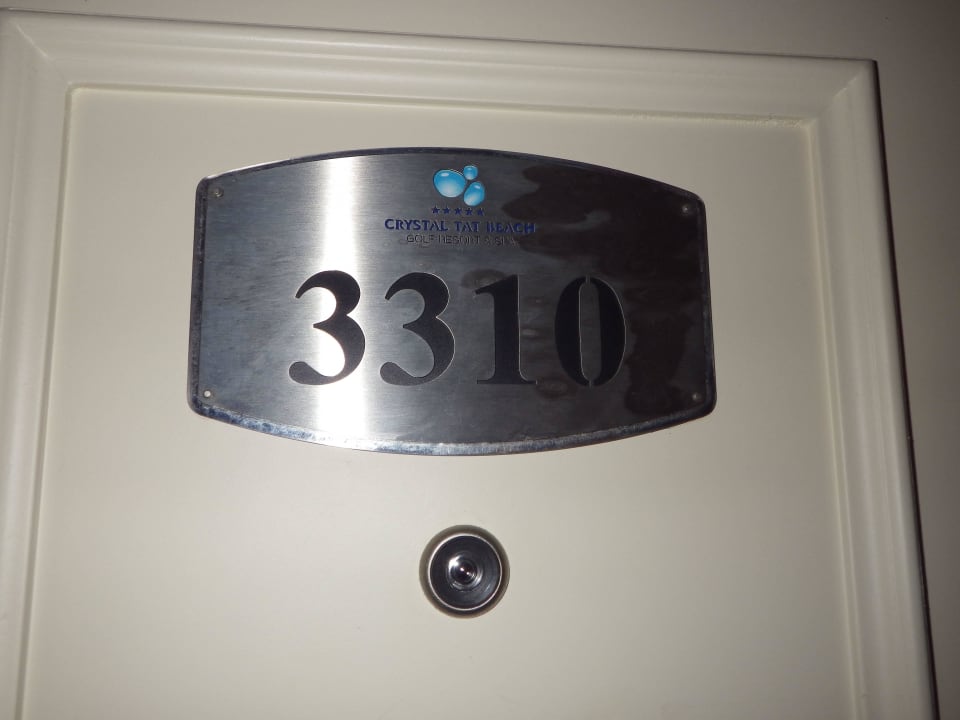 CRYSTAL TAT BEACH
GOLF RESORT & SPA
3310